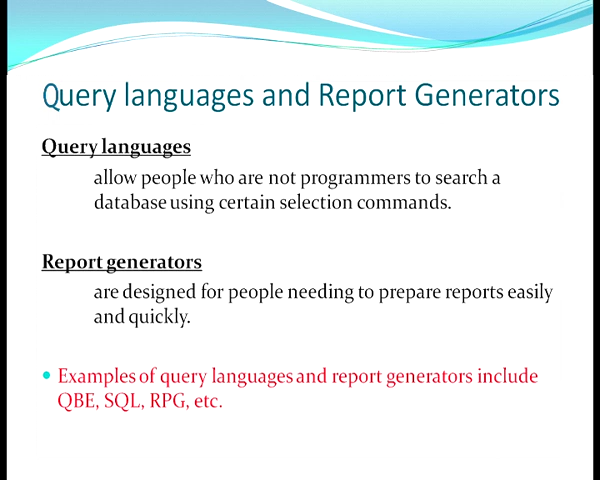 Query languages and Report Generators
Query languages
allow people who are not programmers to search a
database using certain selection commands.
Report generators
are designed for people needing to prepare reports easily
and quickly.
• Examples of query languages and report generators include
QBE, SQL, RPG, etc.